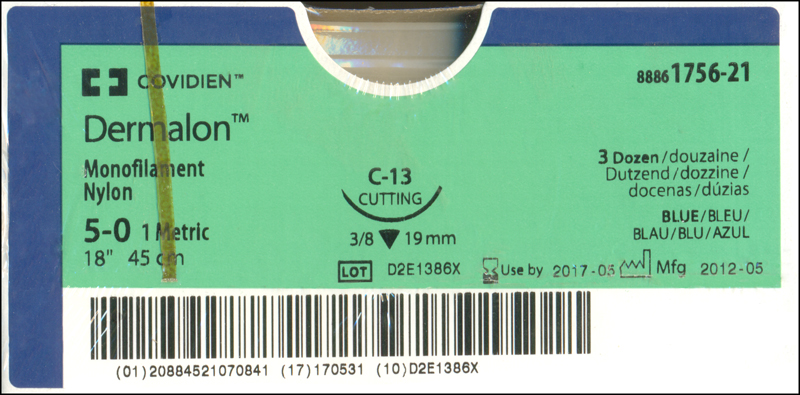 COVIDIEN™
8886 1756-21
Dermalon™
Monofilament
Nylon
5-0 1 Metric
18" 45 cm
C-13
CUTTING
3/8 19 mm
3 Dozen/douzaine/
Dutzend/dozzine/
docenas/dúzias
BLUE/BLEU/
BLAU/BLU/AZUL
LOT D2E1386X
Use by 2017-05 Mfg 2012-05
(01)20884521070841 (17)170531 (10)D2E1386X